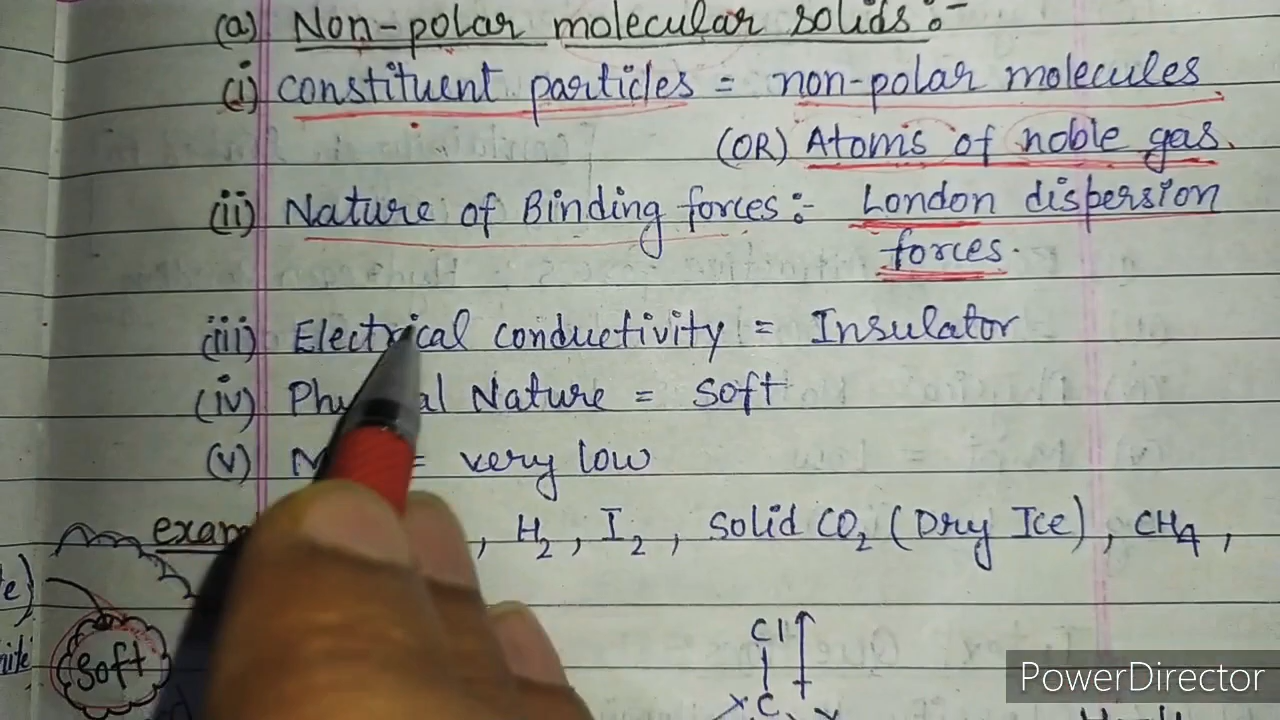 (a) Non-polar molecular solids :-
(i) constituent particles = non-polar molecules
(OR) Atoms of noble gas.
(ii) Nature of Binding forces :- London dispersion
forces.
(iii) Electrical conductivity = Insulator
(iv) Nature = soft
(v) = very low
, H₂, I₂, Solid CO₂ (Dry Ice), CH₄,
soft
Cl
C
PowerDirector